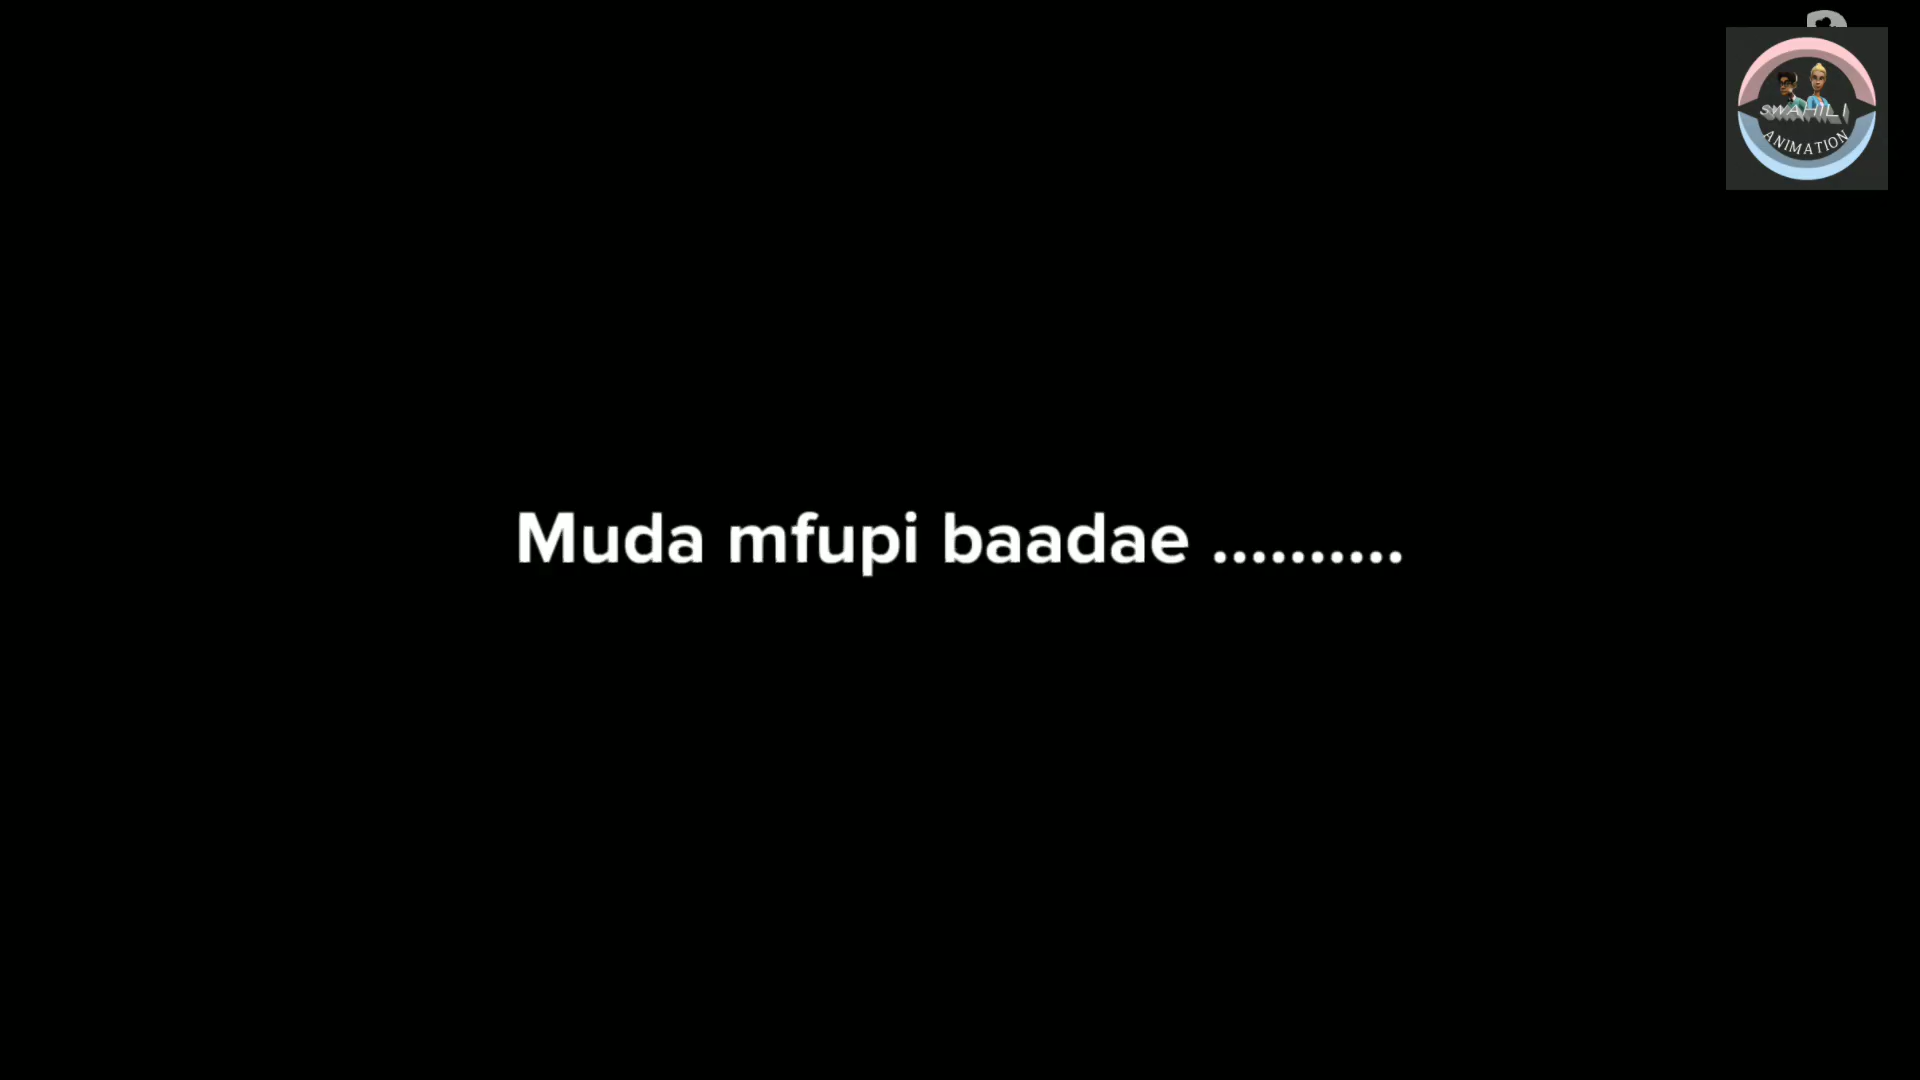 SWAHILI
ANIMATION
Muda mfupi baadae ..........